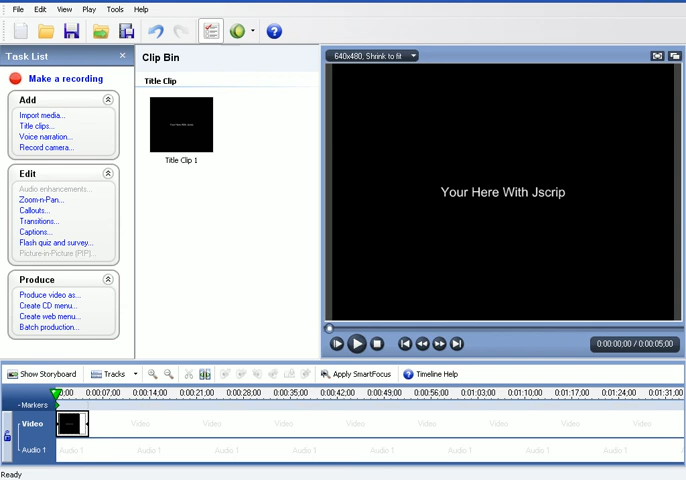 File Edit View Play Tools Help
Task List
Make a recording
Add
Import media...
Title clips...
Voice narration...
Record camera...
Edit
Audio enhancements...
Zoom-n-Pan...
Callouts...
Transitions...
Captions...
Flash quiz and survey...
Picture-in-Picture (PIP)...
Produce
Produce video as...
Create CD menu...
Create web menu...
Batch production...
Clip Bin
Title Clip
Your Here With Jscrip
Title Clip 1
640x480, Shrink to fit
Your Here With Jscrip
0:00:00;00 / 0:00:05;00
Show Storyboard Tracks Apply SmartFocus Timeline Help
0:00:07;00 0:00:14;00 0:00:21;00 0:00:28;00 0:00:35;00 0:00:42;00 0:00:49;00 0:00:56;00 0:01:03;00 0:01:10;00 0:01:17;00 0:01:24;00 0:01:31;00
Markers
Video Video Video Video Video Video Video Video
Audio 1 Audio 1 Audio 1 Audio 1 Audio 1 Audio 1 Audio 1 Audio 1 Audio 1
Ready